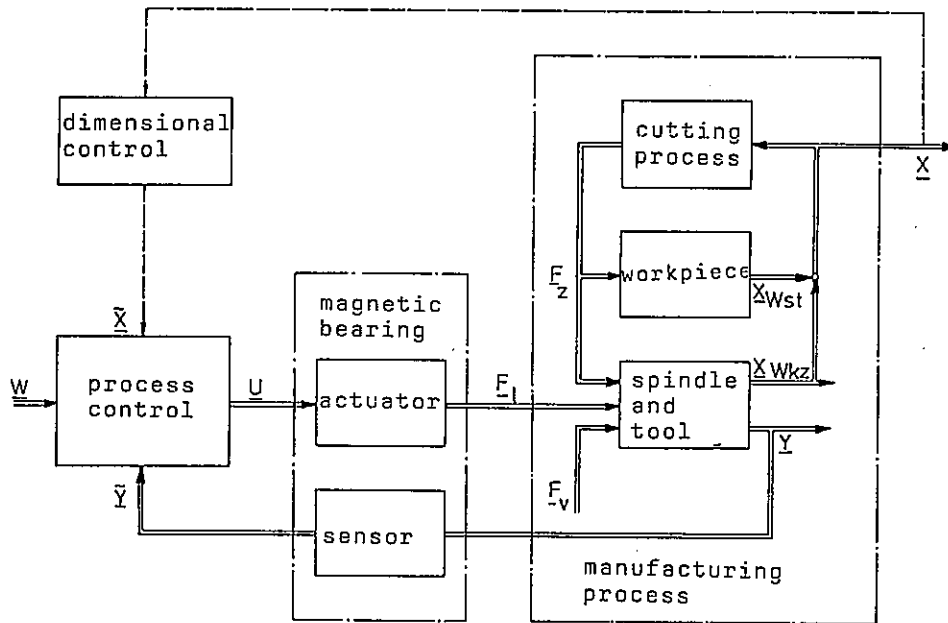 dimensional
control
cutting
process
X
F_z
workpiece
X_Wst
magnetic
bearing
X̃
W
process
control
U
actuator
F_l
spindle
and
tool
X_Wkz
Y
F_v
Ỹ
sensor
manufacturing
process